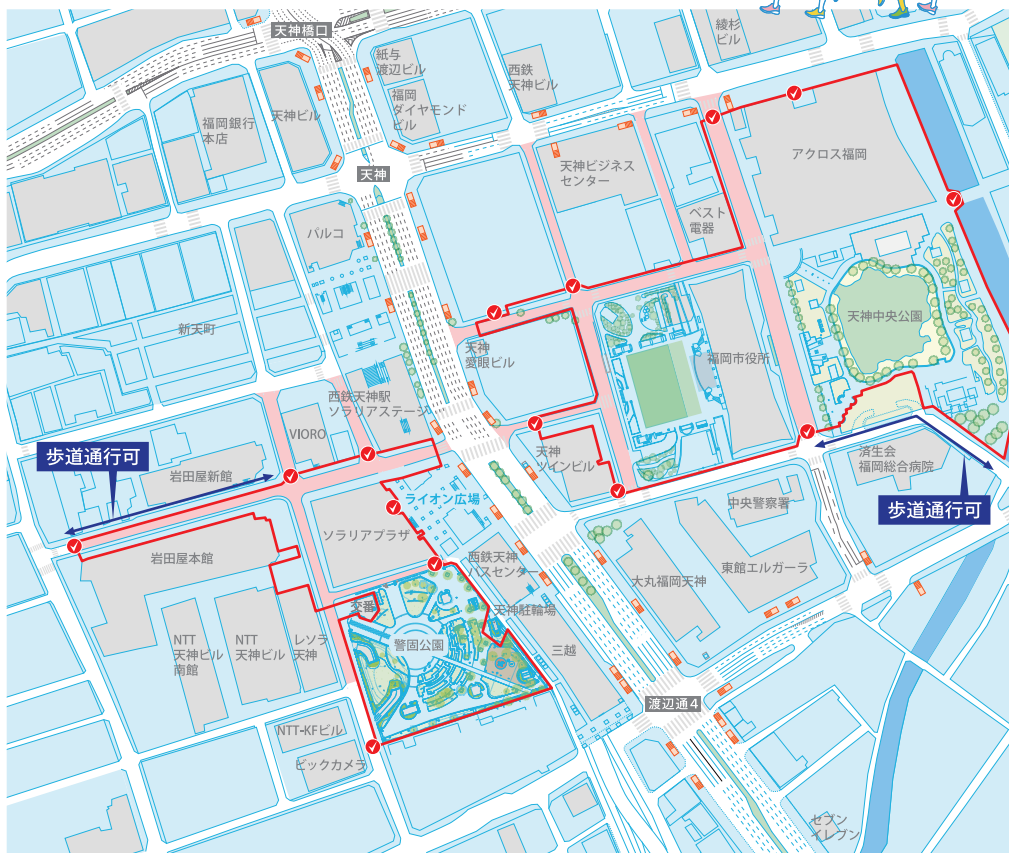 天神橋口
紙与
渡辺ビル
綾杉
ビル
西鉄
天神ビル
福岡
ダイヤモンド
ビル
天神ビル
福岡銀行
本店
アクロス福岡
天神ビジネス
センター
天神
ベスト
電器
パルコ
天神中央公園
新天町
天神
愛眼ビル
福岡市役所
西鉄天神駅
ソラリアステージ
VIORO
歩道通行可
岩田屋新館
天神
ツインビル
済生会
福岡総合病院
ライオン広場
中央警察署
歩道通行可
ソラリアプラザ
岩田屋本館
西鉄天神
バスセンター
大丸福岡天神
東館エルガーラ
交番
天神駐輪場
警固公園
三越
NTT
天神ビル
南館
NTT
天神ビル
レソラ
天神
渡辺通4
NTT-KFビル
ビックカメラ
セブン
イレブン